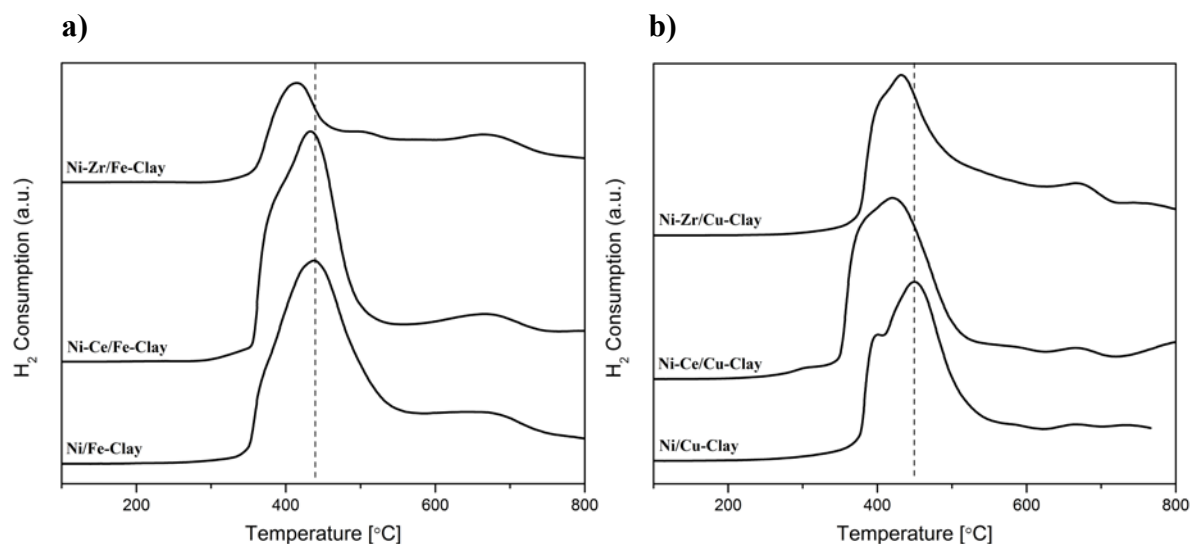 a)
H2 Consumption (a.u.)
Ni-Zr/Fe-Clay
Ni-Ce/Fe-Clay
Ni/Fe-Clay
200
400
600
800
Temperature [°C]
b)
H2 Consumption (a.u.)
Ni-Zr/Cu-Clay
Ni-Ce/Cu-Clay
Ni/Cu-Clay
200
400
600
800
Temperature [°C]